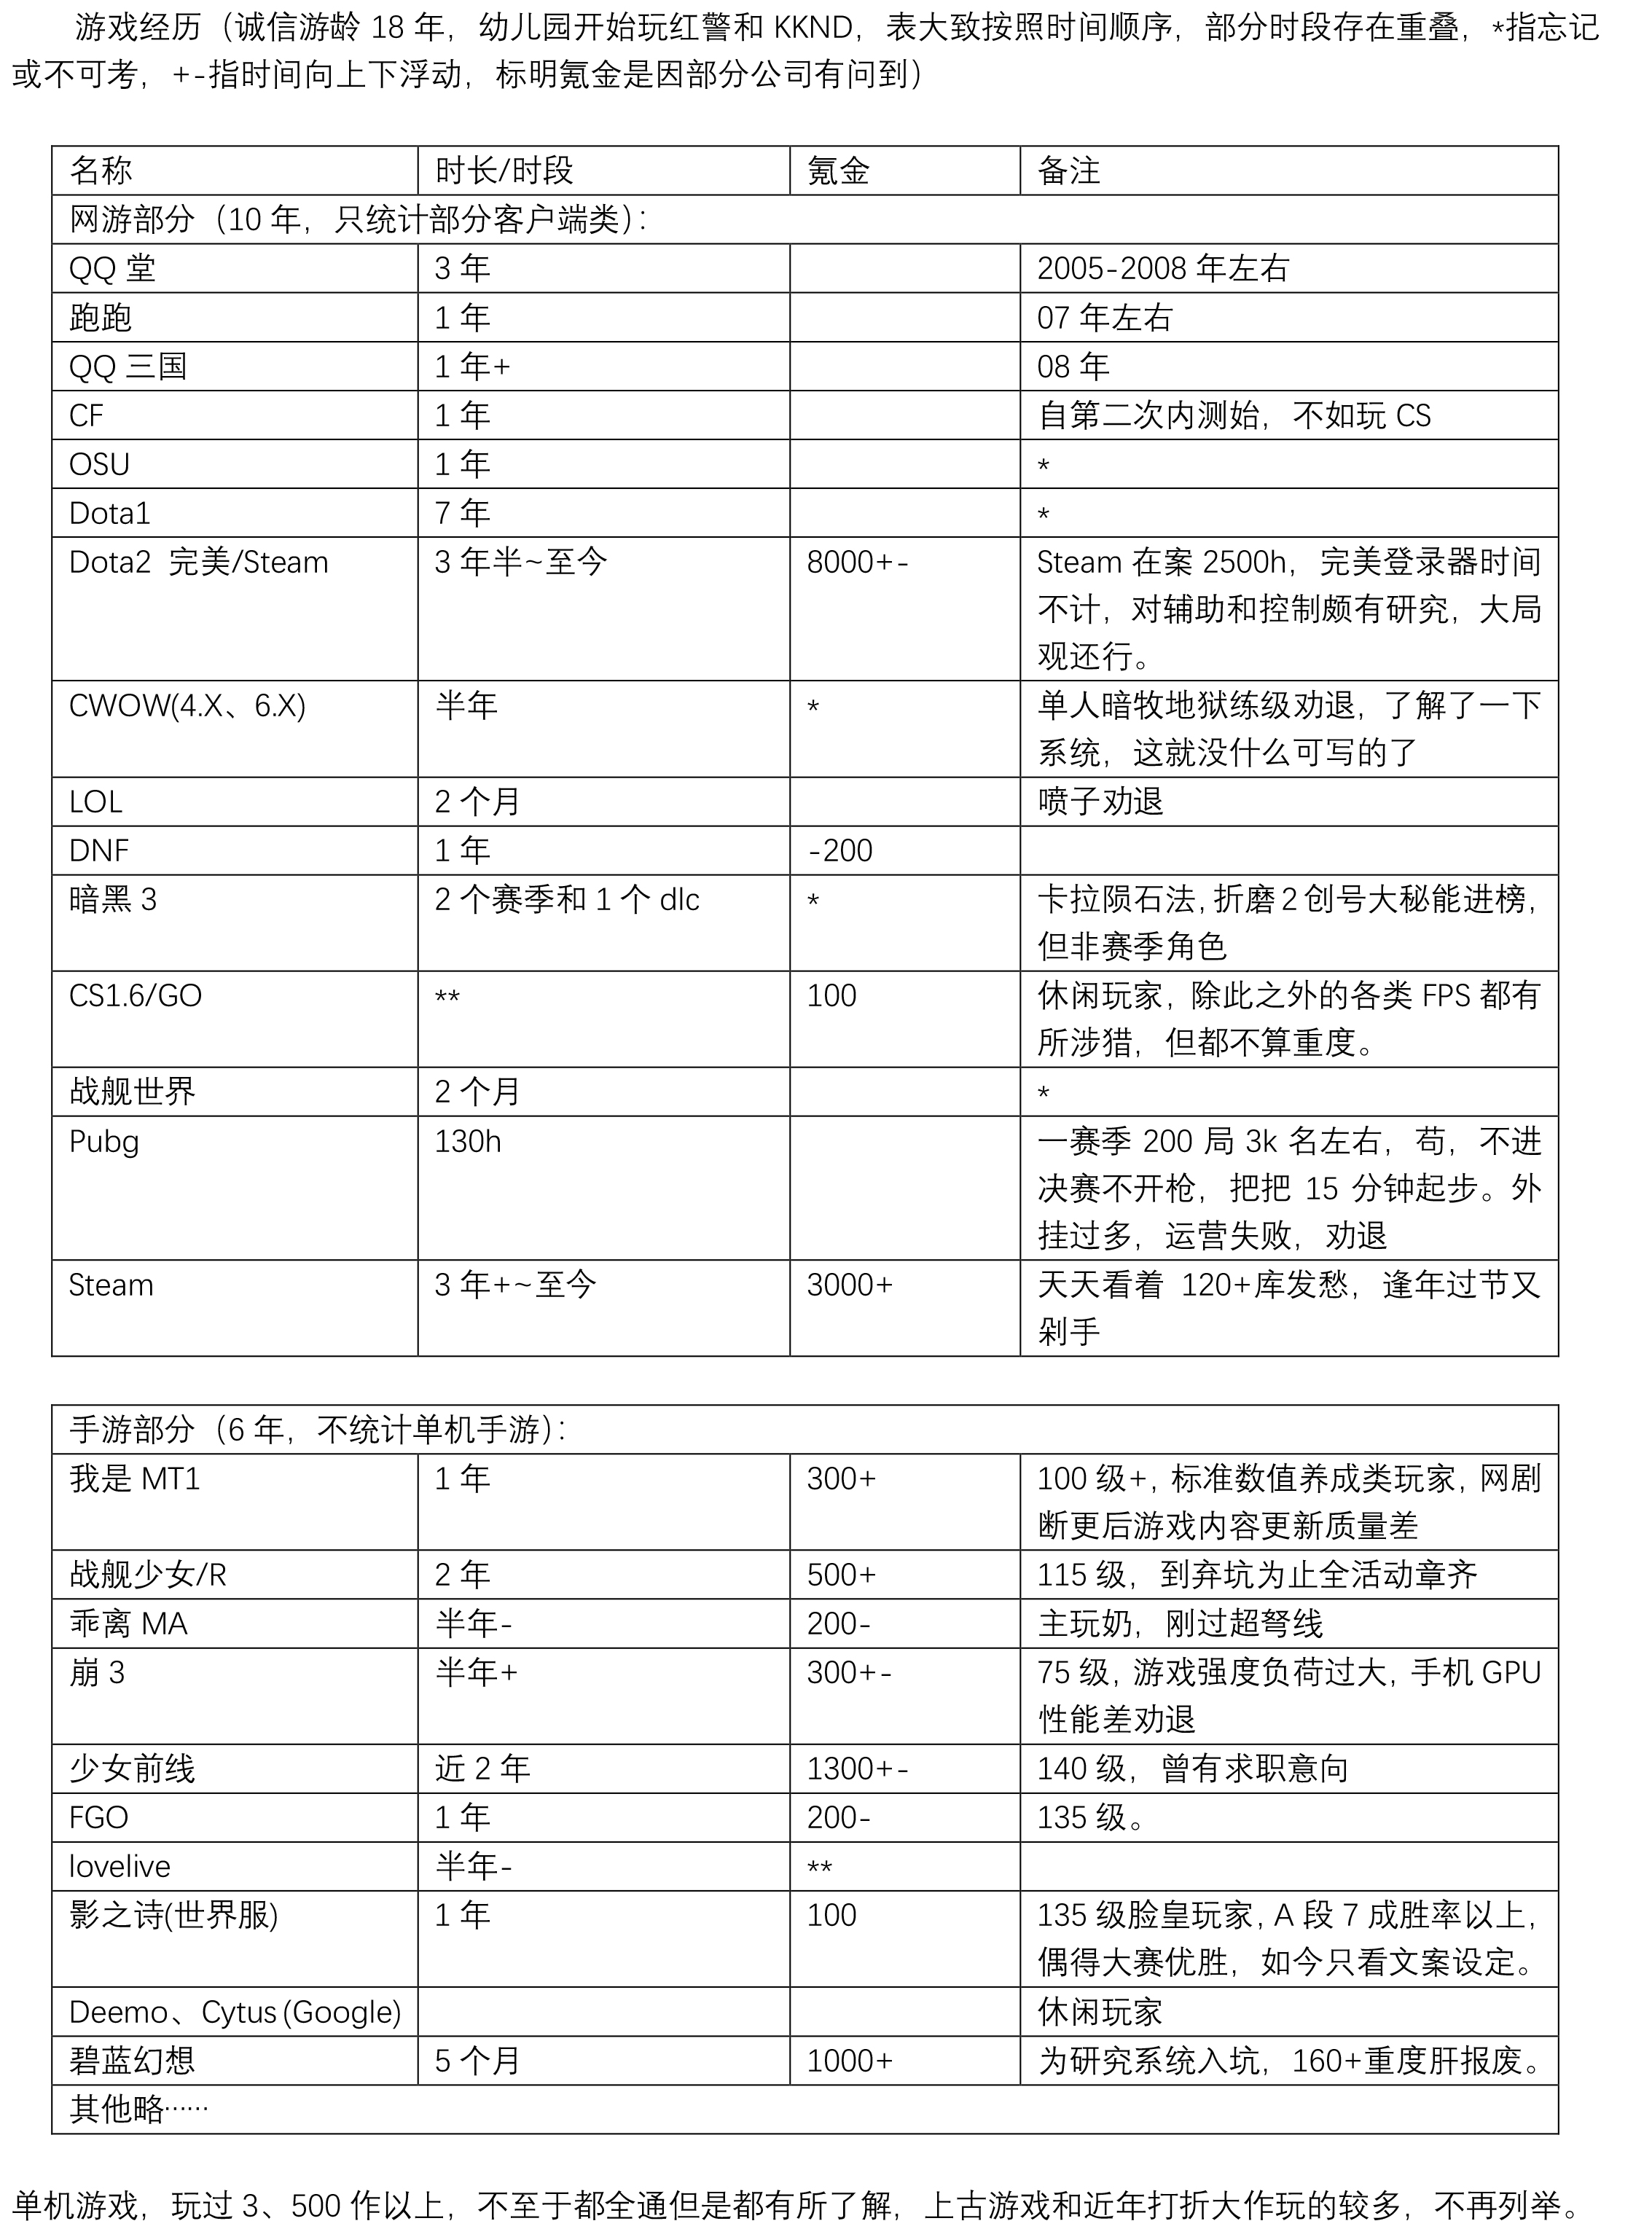 游戏经历（诚信游龄 18 年，幼儿园开始玩红警和 KKND，表大致按照时间顺序，部分时段存在重叠，*指忘记
或不可考，+-指时间向上下浮动，标明氪金是因部分公司有问到）
名称 时长/时段 氪金 备注
网游部分（10 年，只统计部分客户端类）：
QQ 堂 3 年 2005-2008 年左右
跑跑 1 年 07 年左右
QQ 三国 1 年+ 08 年
CF 1 年 自第二次内测始，不如玩 CS
OSU 1 年 *
Dota1 7 年 *
Dota2 完美/Steam 3 年半~至今 8000+- Steam 在案 2500h，完美登录器时间
不计，对辅助和控制颇有研究，大局
观还行。
CWOW(4.X、6.X) 半年 * 单人暗牧地狱练级劝退，了解了一下
系统，这就没什么可写的了
LOL 2 个月 喷子劝退
DNF 1 年 -200
暗黑 3 2 个赛季和 1 个 dlc * 卡拉陨石法，折磨 2 创号大秘能进榜，
但非赛季角色
CS1.6/GO ** 100 休闲玩家，除此之外的各类 FPS 都有
所涉猎，但都不算重度。
战舰世界 2 个月 *
Pubg 130h 一赛季 200 局 3k 名左右，苟，不进
决赛不开枪，把把 15 分钟起步。外
挂过多，运营失败，劝退
Steam 3 年+~至今 3000+ 天天看着 120+库发愁，逢年过节又
剁手
手游部分（6 年，不统计单机手游）：
我是 MT1 1 年 300+ 100 级+，标准数值养成类玩家，网剧
断更后游戏内容更新质量差
战舰少女/R 2 年 500+ 115 级，到弃坑为止全活动章齐
乖离 MA 半年- 200- 主玩奶，刚过超弩线
崩 3 半年+ 300+- 75 级，游戏强度负荷过大，手机 GPU
性能差劝退
少女前线 近 2 年 1300+- 140 级，曾有求职意向
FGO 1 年 200- 135 级。
lovelive 半年- **
影之诗(世界服) 1 年 100 135 级脸皇玩家，A 段 7 成胜率以上，
偶得大赛优胜，如今只看文案设定。
Deemo、Cytus (Google) 休闲玩家
碧蓝幻想 5 个月 1000+ 为研究系统入坑，160+重度肝报废。
其他略……
单机游戏，玩过 3、500 作以上，不至于都全通但是都有所了解，上古游戏和近年打折大作玩的较多，不再列举。